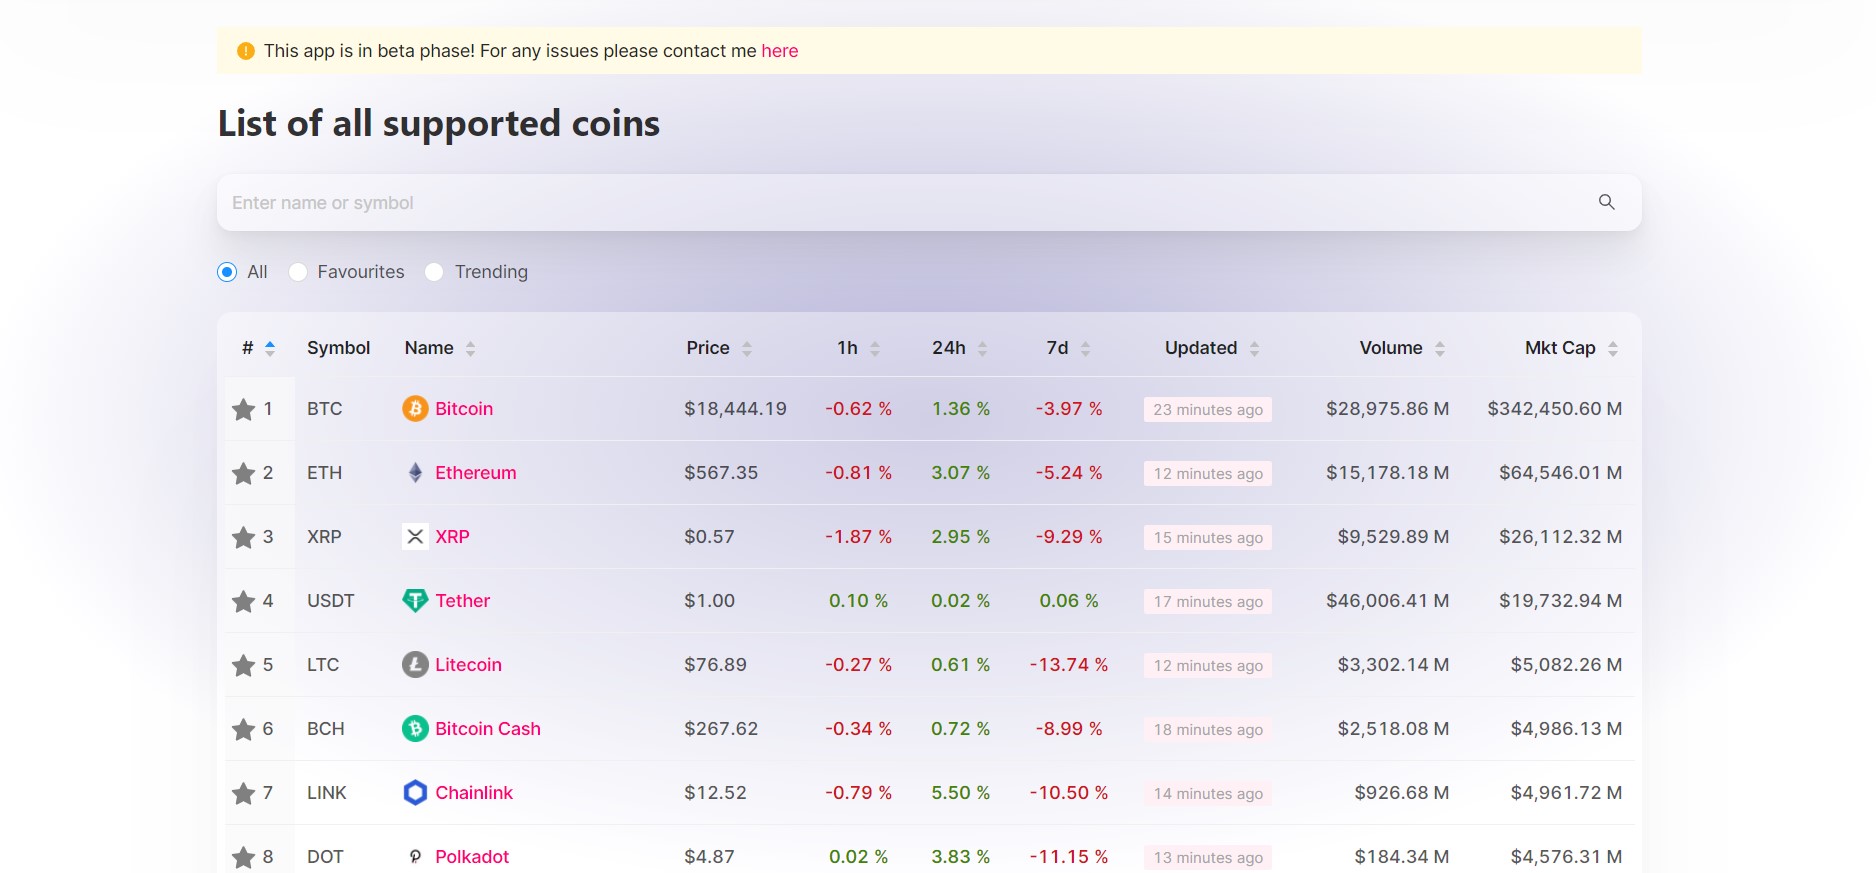 This app is in beta phase! For any issues please contact me here
List of all supported coins
Enter name or symbol
All Favourites Trending
# Symbol Name Price 1h 24h 7d Updated Volume Mkt Cap
1 BTC Bitcoin $18,444.19 -0.62 % 1.36 % -3.97 % 23 minutes ago $28,975.86 M $342,450.60 M
2 ETH Ethereum $567.35 -0.81 % 3.07 % -5.24 % 12 minutes ago $15,178.18 M $64,546.01 M
3 XRP XRP $0.57 -1.87 % 2.95 % -9.29 % 15 minutes ago $9,529.89 M $26,112.32 M
4 USDT Tether $1.00 0.10 % 0.02 % 0.06 % 17 minutes ago $46,006.41 M $19,732.94 M
5 LTC Litecoin $76.89 -0.27 % 0.61 % -13.74 % 12 minutes ago $3,302.14 M $5,082.26 M
6 BCH Bitcoin Cash $267.62 -0.34 % 0.72 % -8.99 % 18 minutes ago $2,518.08 M $4,986.13 M
7 LINK Chainlink $12.52 -0.79 % 5.50 % -10.50 % 14 minutes ago $926.68 M $4,961.72 M
8 DOT Polkadot $4.87 0.02 % 3.83 % -11.15 % 13 minutes ago $184.34 M $4,576.31 M